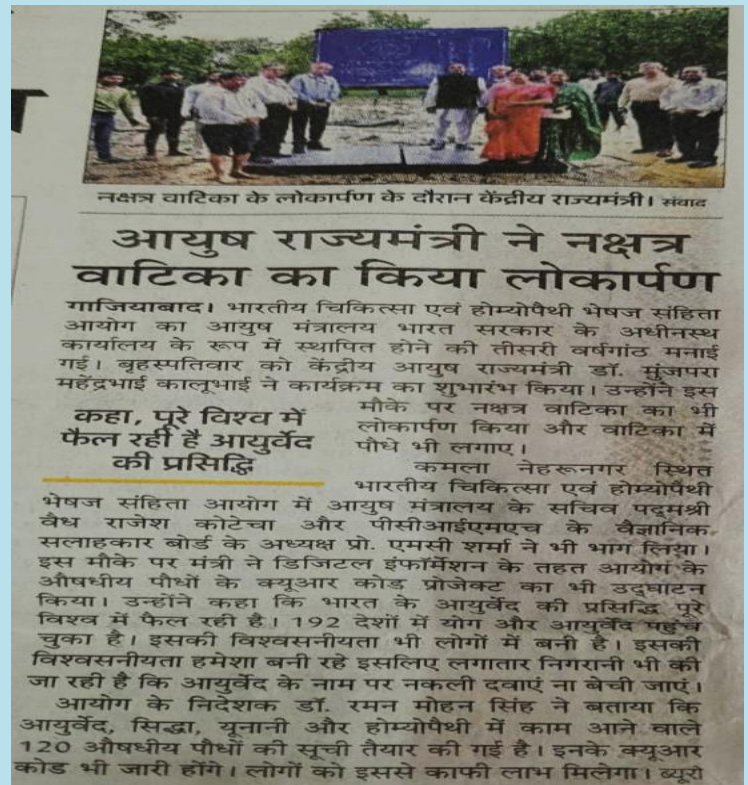 नक्षत्र वाटिका के लोकार्पण के दौरान केंद्रीय राज्यमंत्री। संवाद
आयुष राज्यमंत्री ने नक्षत्र
वाटिका का किया लोकार्पण
गाजियाबाद। भारतीय चिकित्सा एवं होम्योपैथी भेषज संहिता
आयोग का आयुष मंत्रालय भारत सरकार के अधीनस्थ
कार्यालय के रूप में स्थापित होने की तीसरी वर्षगांठ मनाई
गई। बृहस्पतिवार को केंद्रीय आयुष राज्यमंत्री डॉ. मुंजपरा
महेंद्रभाई कालूभाई ने कार्यक्रम का शुभारंभ किया। उन्होंने इस
मौके पर नक्षत्र वाटिका का भी
लोकार्पण किया और वाटिका में
पौधे भी लगाए।
कहा, पूरे विश्व में
फैल रही है आयुर्वेद
की प्रसिद्धि
कमला नेहरूनगर स्थित
भारतीय चिकित्सा एवं होम्योपैथी
भेषज संहिता आयोग में आयुष मंत्रालय के सचिव पद्मश्री
वैध राजेश कोटेचा और पीसीआईएमएच के वैज्ञानिक
सलाहकार बोर्ड के अध्यक्ष प्रो. एमसी शर्मा ने भी भाग लिया।
इस मौके पर मंत्री ने डिजिटल इंफॉर्मेशन के तहत आयोग के
औषधीय पौधों के क्यूआर कोड प्रोजेक्ट का भी उद्घाटन
किया। उन्होंने कहा कि भारत के आयुर्वेद की प्रसिद्धि पूरे
विश्व में फैल रही है। 192 देशों में योग और आयुर्वेद पहुंच
चुका है। इसकी विश्वसनीयता भी लोगों में बनी है। इसकी
विश्वसनीयता हमेशा बनी रहे इसलिए लगातार निगरानी भी की
जा रही है कि आयुर्वेद के नाम पर नकली दवाएं ना बेची जाएं।
आयोग के निदेशक डॉ. रमन मोहन सिंह ने बताया कि
आयुर्वेद, सिद्धा, यूनानी और होम्योपैथी में काम आने वाले
120 औषधीय पौधों की सूची तैयार की गई है। इनके क्यूआर
कोड भी जारी होंगे। लोगों को इससे काफी लाभ मिलेगा। ब्यूरो